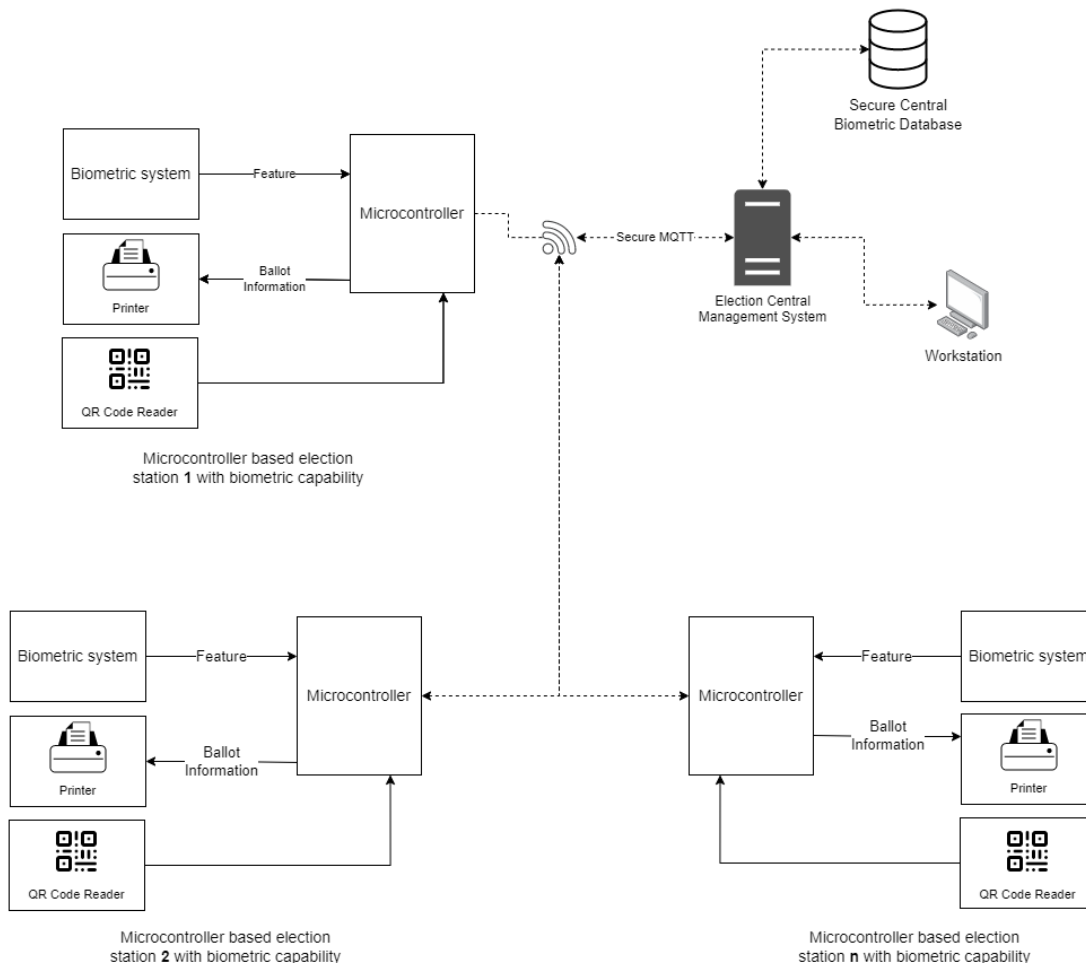 Secure Central
Biometric Database
Biometric system
Feature
Microcontroller
Secure MQTT
Ballot
Information
Printer
Election Central
Management System
Workstation
QR Code Reader
Microcontroller based election
station 1 with biometric capability
Biometric system
Feature
Microcontroller
Ballot
Information
Printer
QR Code Reader
Microcontroller based election
station 2 with biometric capability
Microcontroller
Feature
Biometric system
Ballot
Information
Printer
QR Code Reader
Microcontroller based election
station n with biometric capability